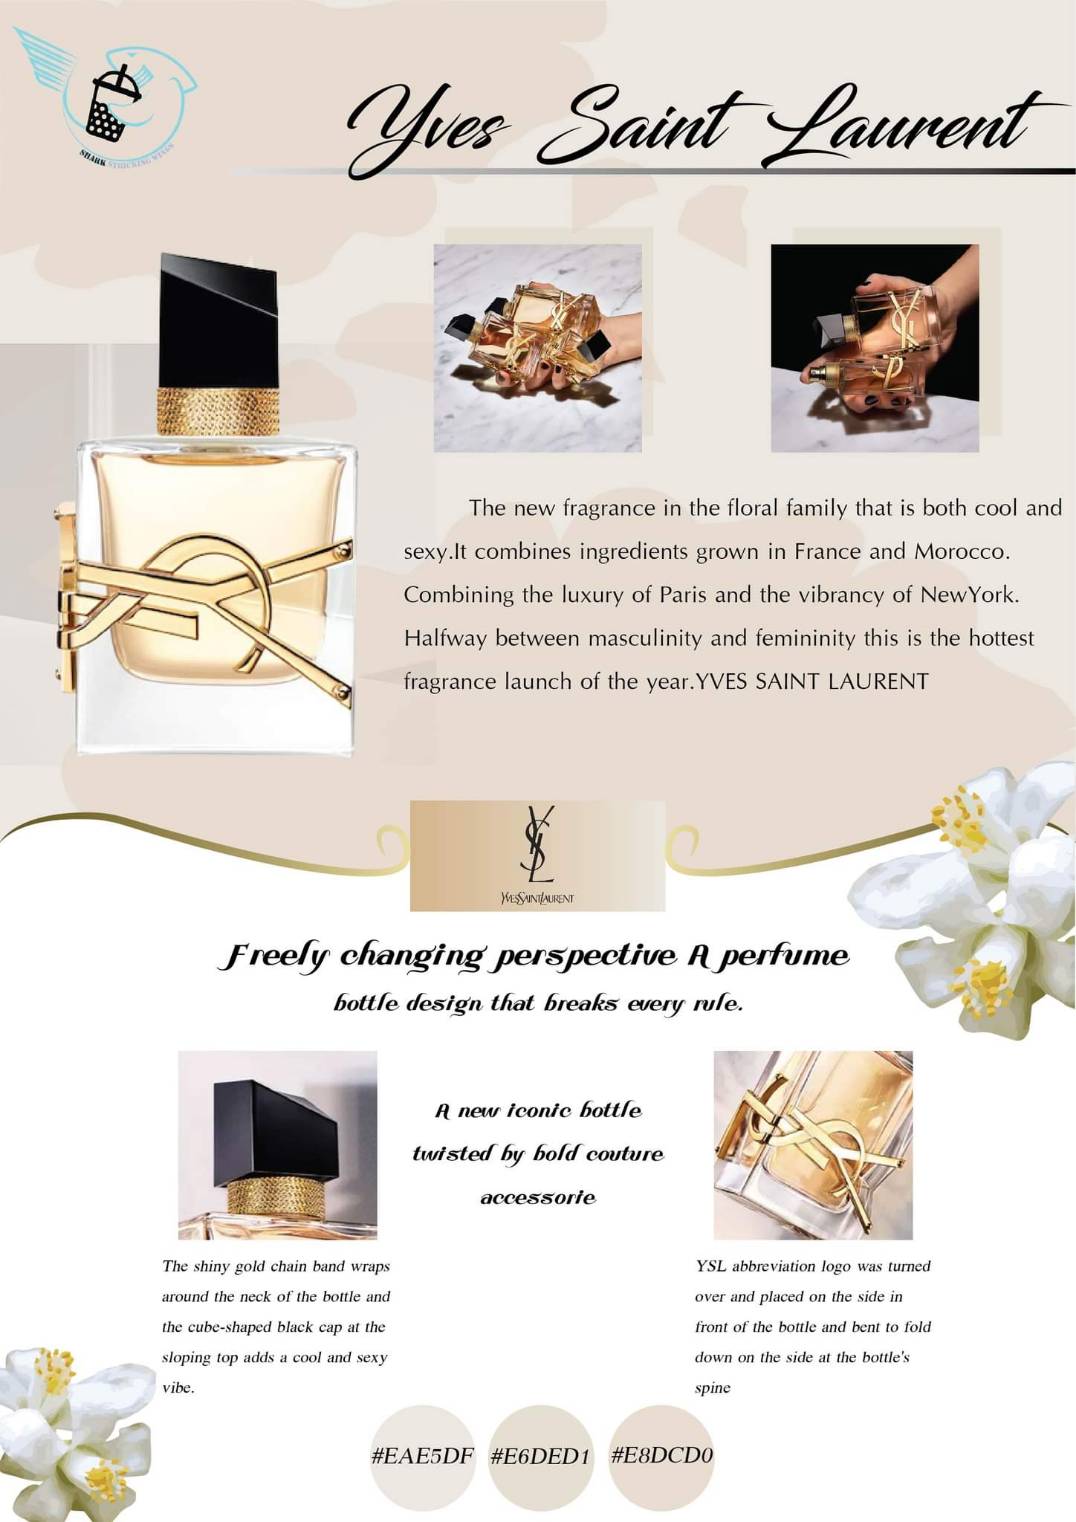 SHARK STRICKING WINGS
Yves Saint Laurent
The new fragrance in the floral family that is both cool and
sexy.It combines ingredients grown in France and Morocco.
Combining the luxury of Paris and the vibrancy of NewYork.
Halfway between masculinity and femininity this is the hottest
fragrance launch of the year.YVES SAINT LAURENT
YSL
YVESSAINTLAURENT
Freely changing perspective A perfume
bottle design that breaks every rule.
A new iconic bottle
twisted by bold couture
accessorie
The shiny gold chain band wraps
around the neck of the bottle and
the cube-shaped black cap at the
sloping top adds a cool and sexy
vibe.
YSL abbreviation logo was turned
over and placed on the side in
front of the bottle and bent to fold
down on the side at the bottle's
spine
#EAE5DF #E6DED1 #E8DCD0